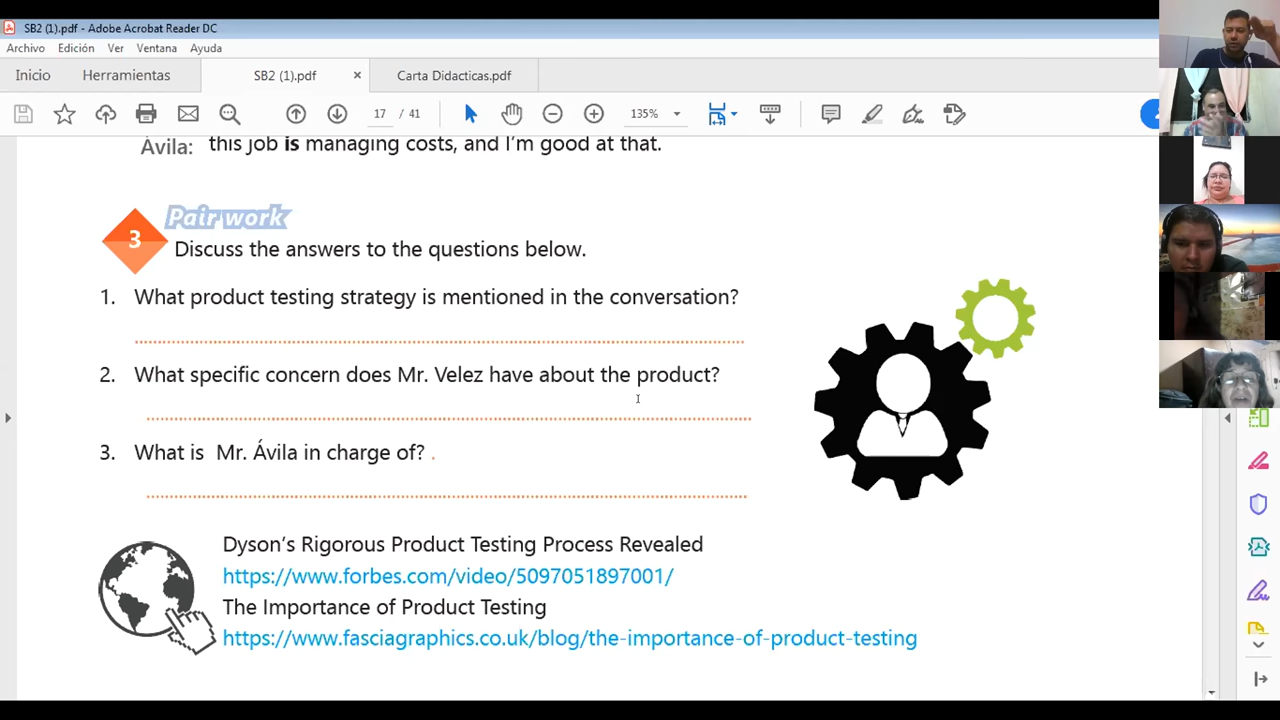 SB2 (1).pdf - Adobe Acrobat Reader DC
Archivo Edición Ver Ventana Ayuda
Inicio Herramientas SB2 (1).pdf × Carta Didacticas.pdf
17 / 41 135%
Ávila: this job is managing costs, and I'm good at that.
Pair work
3 Discuss the answers to the questions below.
1. What product testing strategy is mentioned in the conversation?
2. What specific concern does Mr. Velez have about the product?
3. What is Mr. Ávila in charge of? .
Dyson's Rigorous Product Testing Process Revealed
https://www.forbes.com/video/5097051897001/
The Importance of Product Testing
https://www.fasciagraphics.co.uk/blog/the-importance-of-product-testing